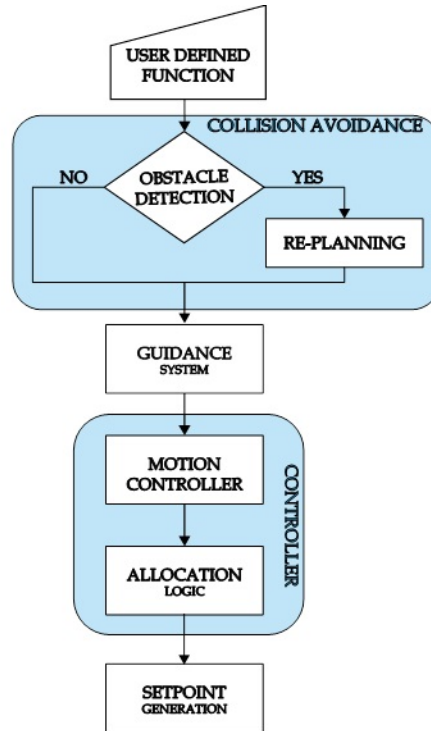 USER DEFINED
FUNCTION
COLLISION AVOIDANCE
NO
OBSTACLE
DETECTION
YES
RE-PLANNING
GUIDANCE
SYSTEM
MOTION
CONTROLLER
ALLOCATION
LOGIC
CONTROLLER
SETPOINT
GENERATION